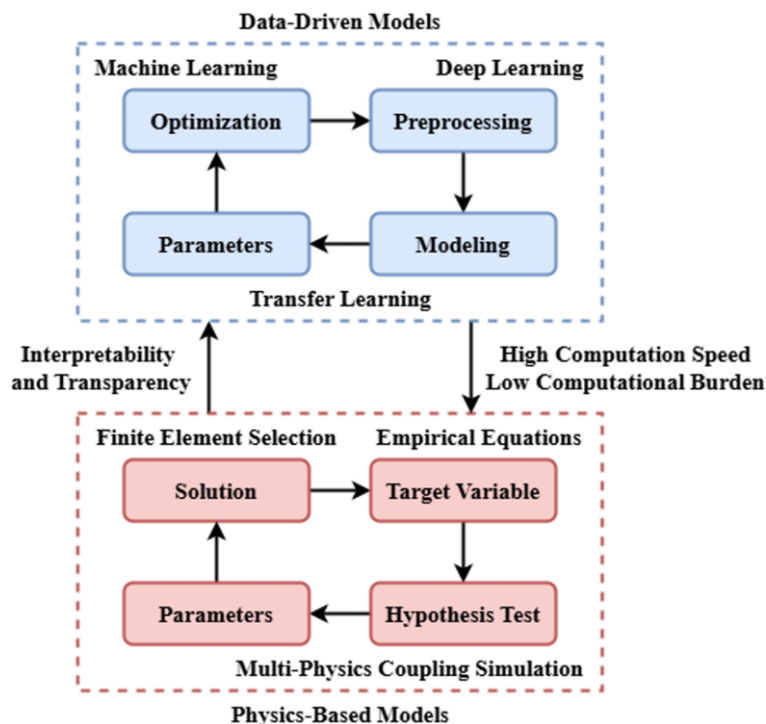 Data-Driven Models
Machine Learning
Deep Learning
Optimization
Preprocessing
Parameters
Modeling
Transfer Learning
Interpretability
and Transparency
High Computation Speed
Low Computational Burden
Finite Element Selection
Empirical Equations
Solution
Target Variable
Parameters
Hypothesis Test
Multi-Physics Coupling Simulation
Physics-Based Models